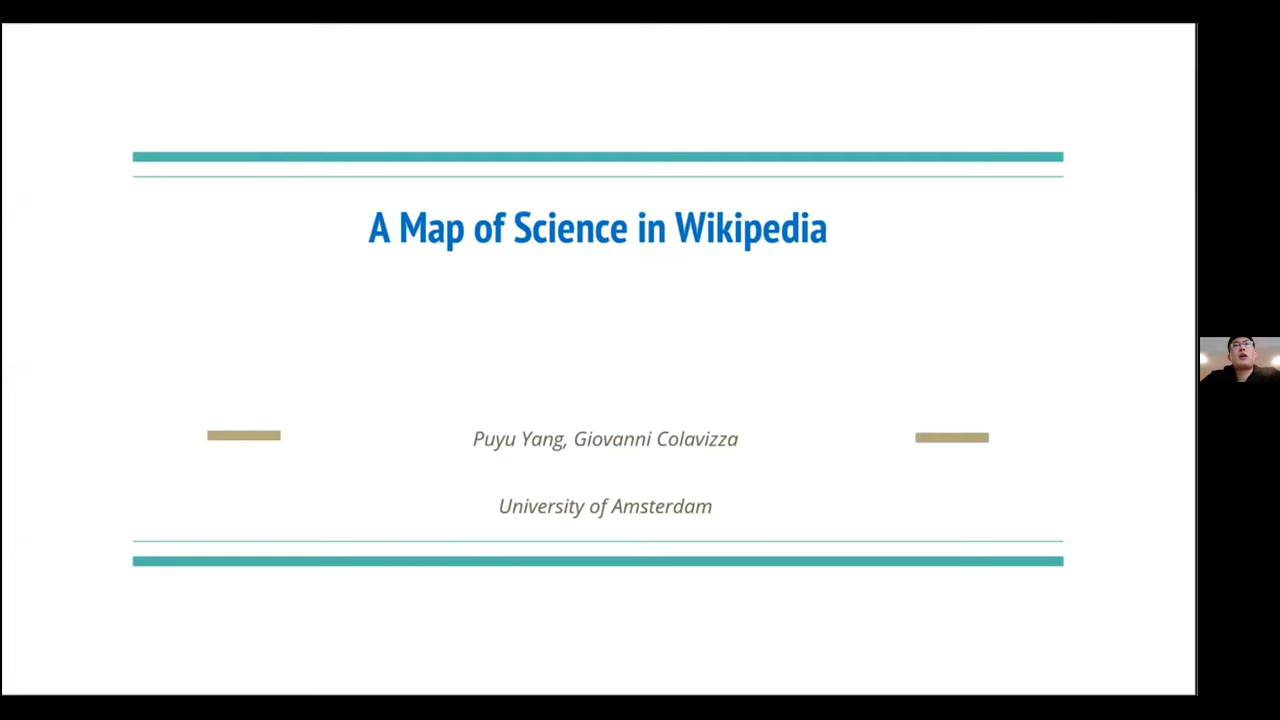 A Map of Science in Wikipedia
Puyu Yang, Giovanni Colavizza
University of Amsterdam